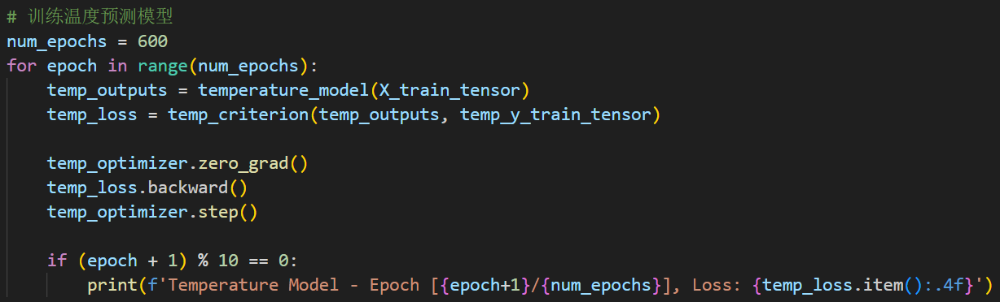 # 训练温度预测模型
num_epochs = 600
for epoch in range(num_epochs):
    temp_outputs = temperature_model(X_train_tensor)
    temp_loss = temp_criterion(temp_outputs, temp_y_train_tensor)

    temp_optimizer.zero_grad()
    temp_loss.backward()
    temp_optimizer.step()

    if (epoch + 1) % 10 == 0:
        print(f'Temperature Model - Epoch [{epoch+1}/{num_epochs}], Loss: {temp_loss.item():.4f}')